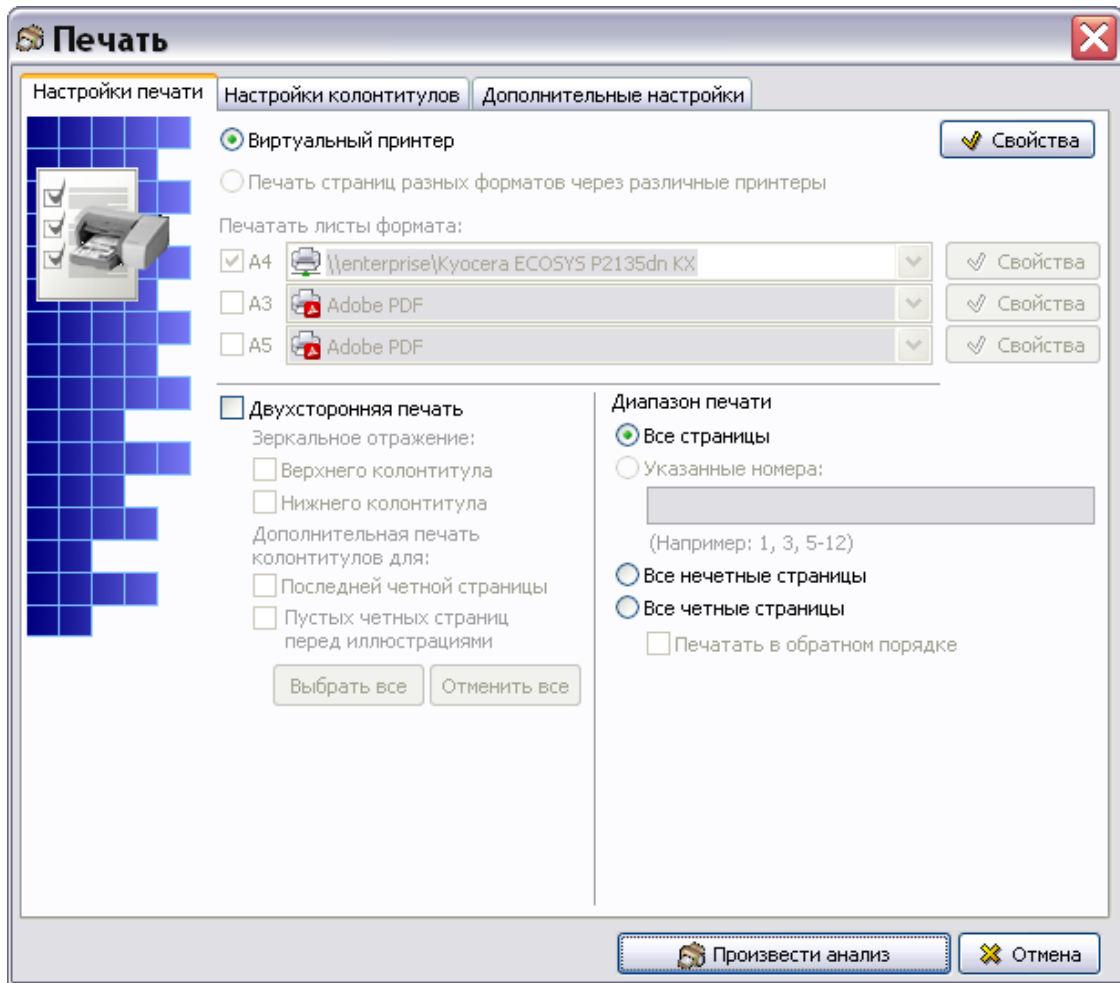 Печать
Настройки печати
Настройки колонтитулов
Дополнительные настройки
Виртуальный принтер
Свойства
Печать страниц разных форматов через различные принтеры
Печатать листы формата:
A4 \\enterprise\Kyocera ECOSYS P2135dn KX Свойства
A3 Adobe PDF Свойства
A5 Adobe PDF Свойства
Двухсторонняя печать
Зеркальное отражение:
Верхнего колонтитула
Нижнего колонтитула
Дополнительная печать
колонтитулов для:
Последней четной страницы
Пустых четных страниц
перед иллюстрациями
Выбрать все
Отменить все
Диапазон печати
Все страницы
Указанные номера:
(Например: 1, 3, 5-12)
Все нечетные страницы
Все четные страницы
Печатать в обратном порядке
Произвести анализ
Отмена